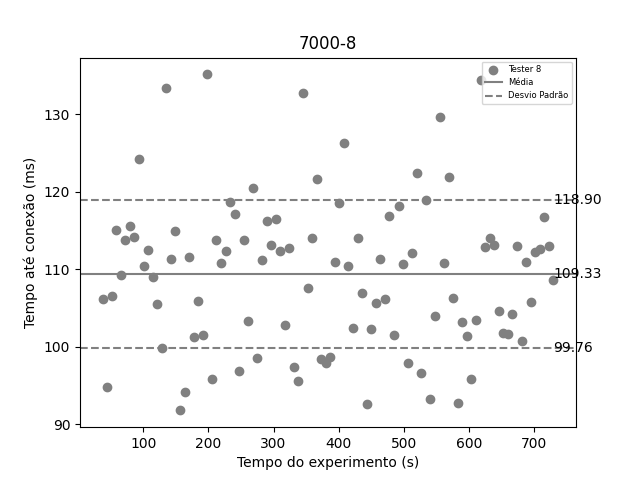 7000-8
Tester 8
Média
Desvio Padrão
130
120
110
100
90
118.90
109.33
99.76
Tempo até conexão (ms)
100 200 300 400 500 600 700
Tempo do experimento (s)